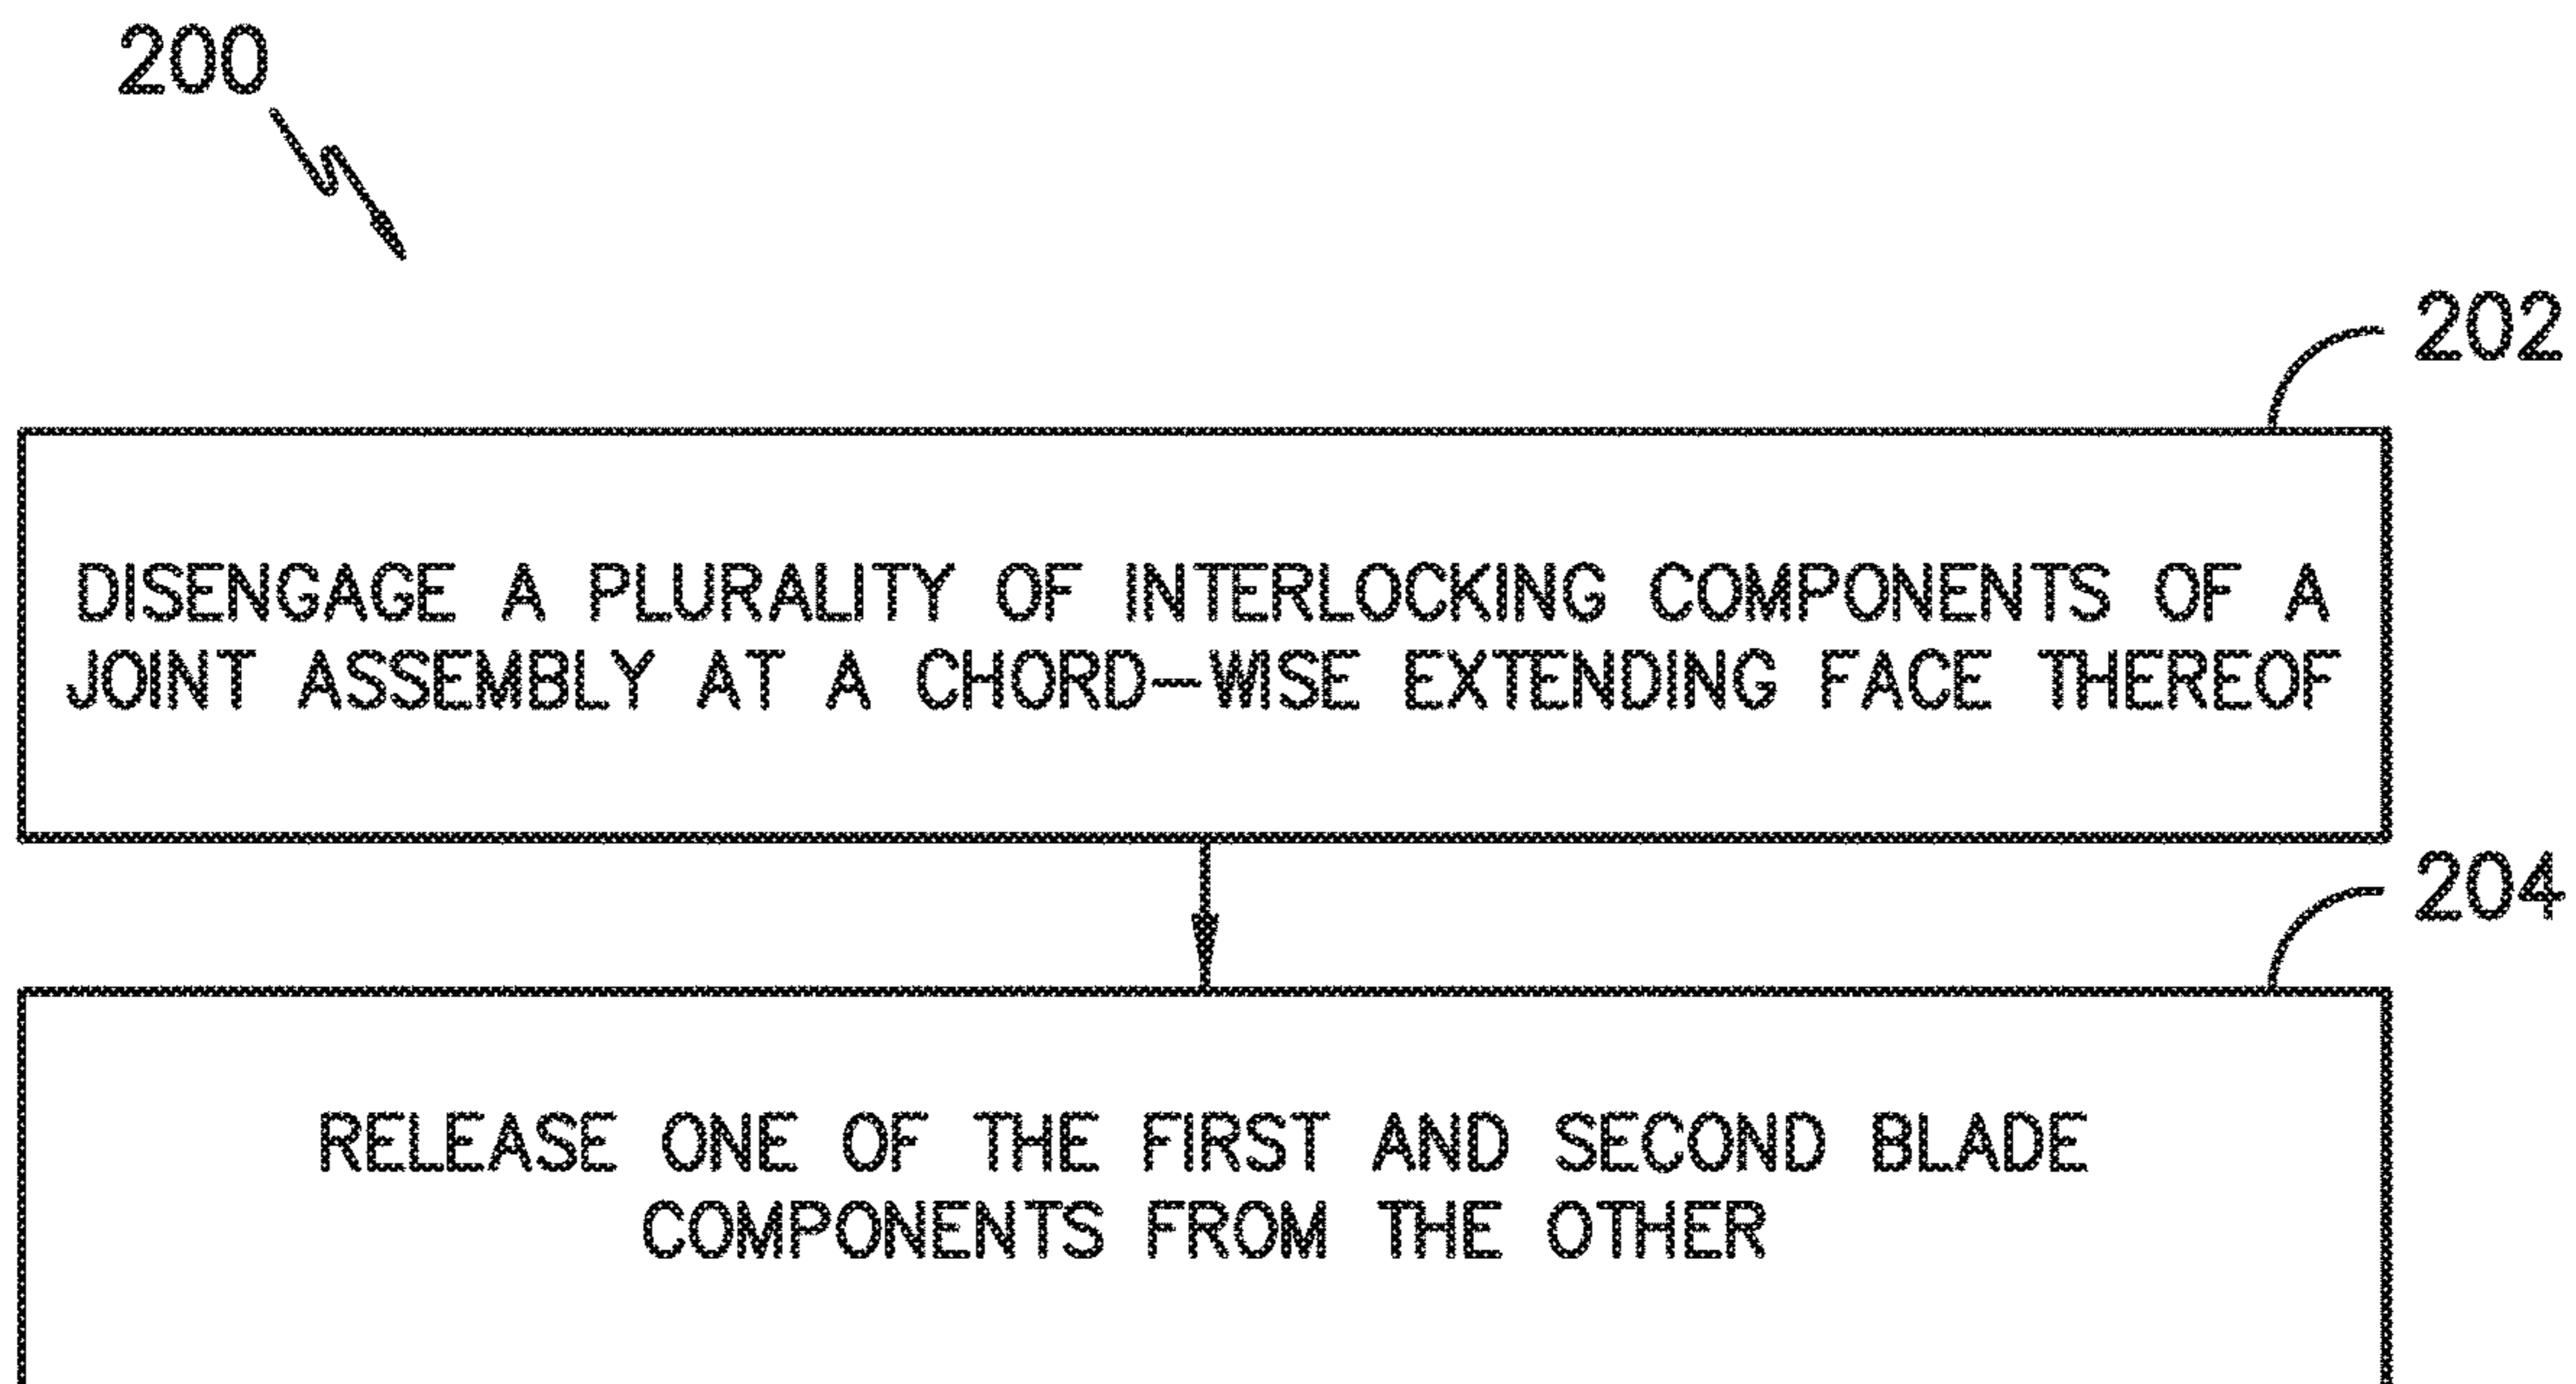 200
202
DISENGAGE A PLURALITY OF INTERLOCKING COMPONENTS OF A
JOINT ASSEMBLY AT A CHORD-WISE EXTENDING FACE THEREOF
204
RELEASE ONE OF THE FIRST AND SECOND BLADE
COMPONENTS FROM THE OTHER